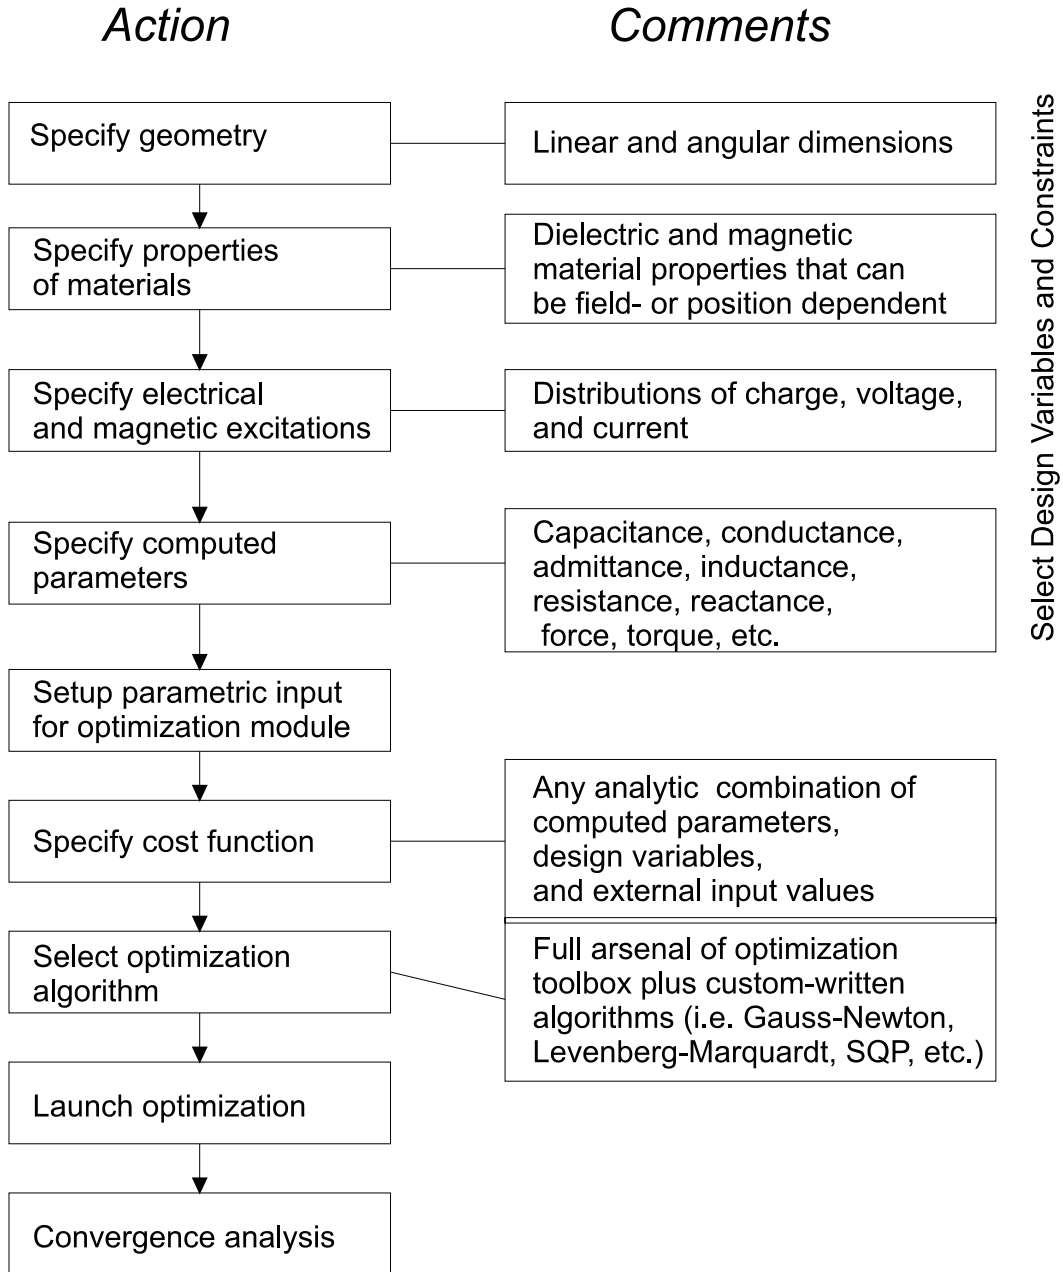 Action
Comments
Specify geometry
Linear and angular dimensions
Specify properties
of materials
Dielectric and magnetic
material properties that can
be field- or position dependent
Specify electrical
and magnetic excitations
Distributions of charge, voltage,
and current
Specify computed
parameters
Capacitance, conductance,
admittance, inductance,
resistance, reactance,
force, torque, etc.
Setup parametric input
for optimization module
Specify cost function
Any analytic combination of
computed parameters,
design variables,
and external input values
Select optimization
algorithm
Full arsenal of optimization
toolbox plus custom-written
algorithms (i.e. Gauss-Newton,
Levenberg-Marquardt, SQP, etc.)
Launch optimization
Convergence analysis
Select Design Variables and Constraints